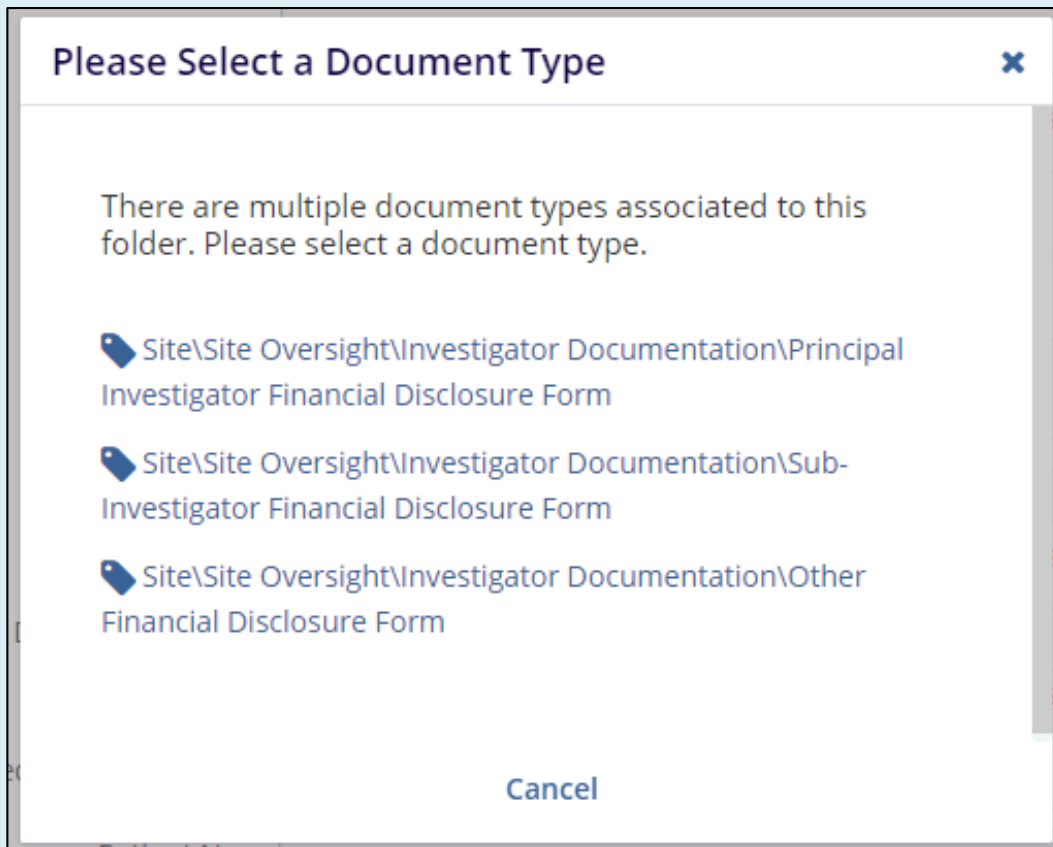 Please Select a Document Type
There are multiple document types associated to this
folder. Please select a document type.
Site\Site Oversight\Investigator Documentation\Principal
Investigator Financial Disclosure Form
Site\Site Oversight\Investigator Documentation\Sub-
Investigator Financial Disclosure Form
Site\Site Oversight\Investigator Documentation\Other
Financial Disclosure Form
Cancel